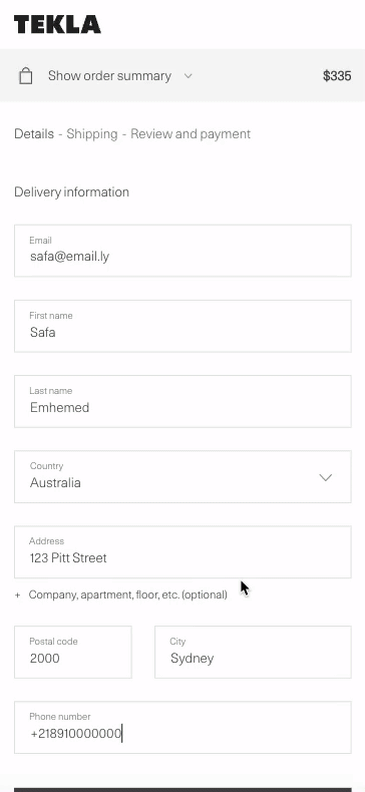 TEKLA
Show order summary $335
Details - Shipping - Review and payment
Delivery information
Email
safa@email.ly
First name
Safa
Last name
Emhemed
Country
Australia
Address
123 Pitt Street
+ Company, apartment, floor, etc. (optional)
Postal code
2000
City
Sydney
Phone number
+218910000000